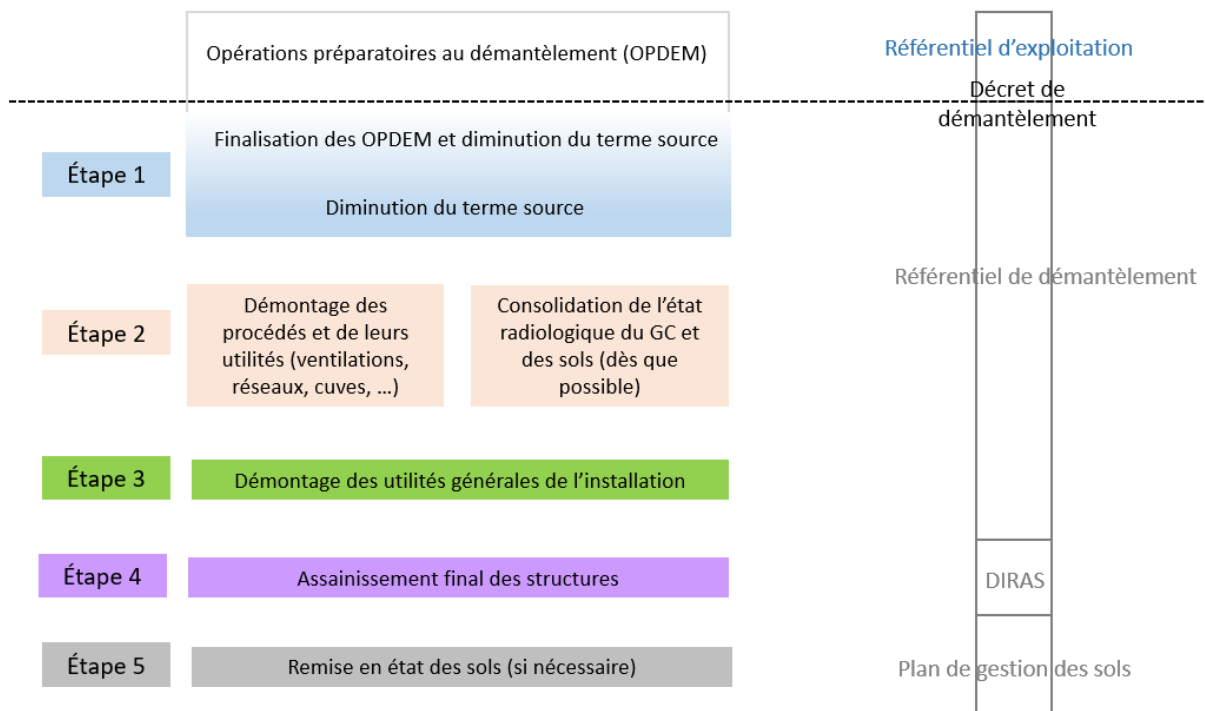 Opérations préparatoires au démantèlement (OPDEM)
Référentiel d’exploitation
Décret de
démantèlement
Étape 1
Finalisation des OPDEM et diminution du terme source
Diminution du terme source
Référentiel de démantèlement
Étape 2
Démontage des
procédés et de leurs
utilités (ventilations,
réseaux, cuves, …)
Consolidation de l’état
radiologique du GC et
des sols (dès que
possible)
Étape 3
Démontage des utilités générales de l’installation
Étape 4
Assainissement final des structures
DIRAS
Étape 5
Remise en état des sols (si nécessaire)
Plan de gestion des sols